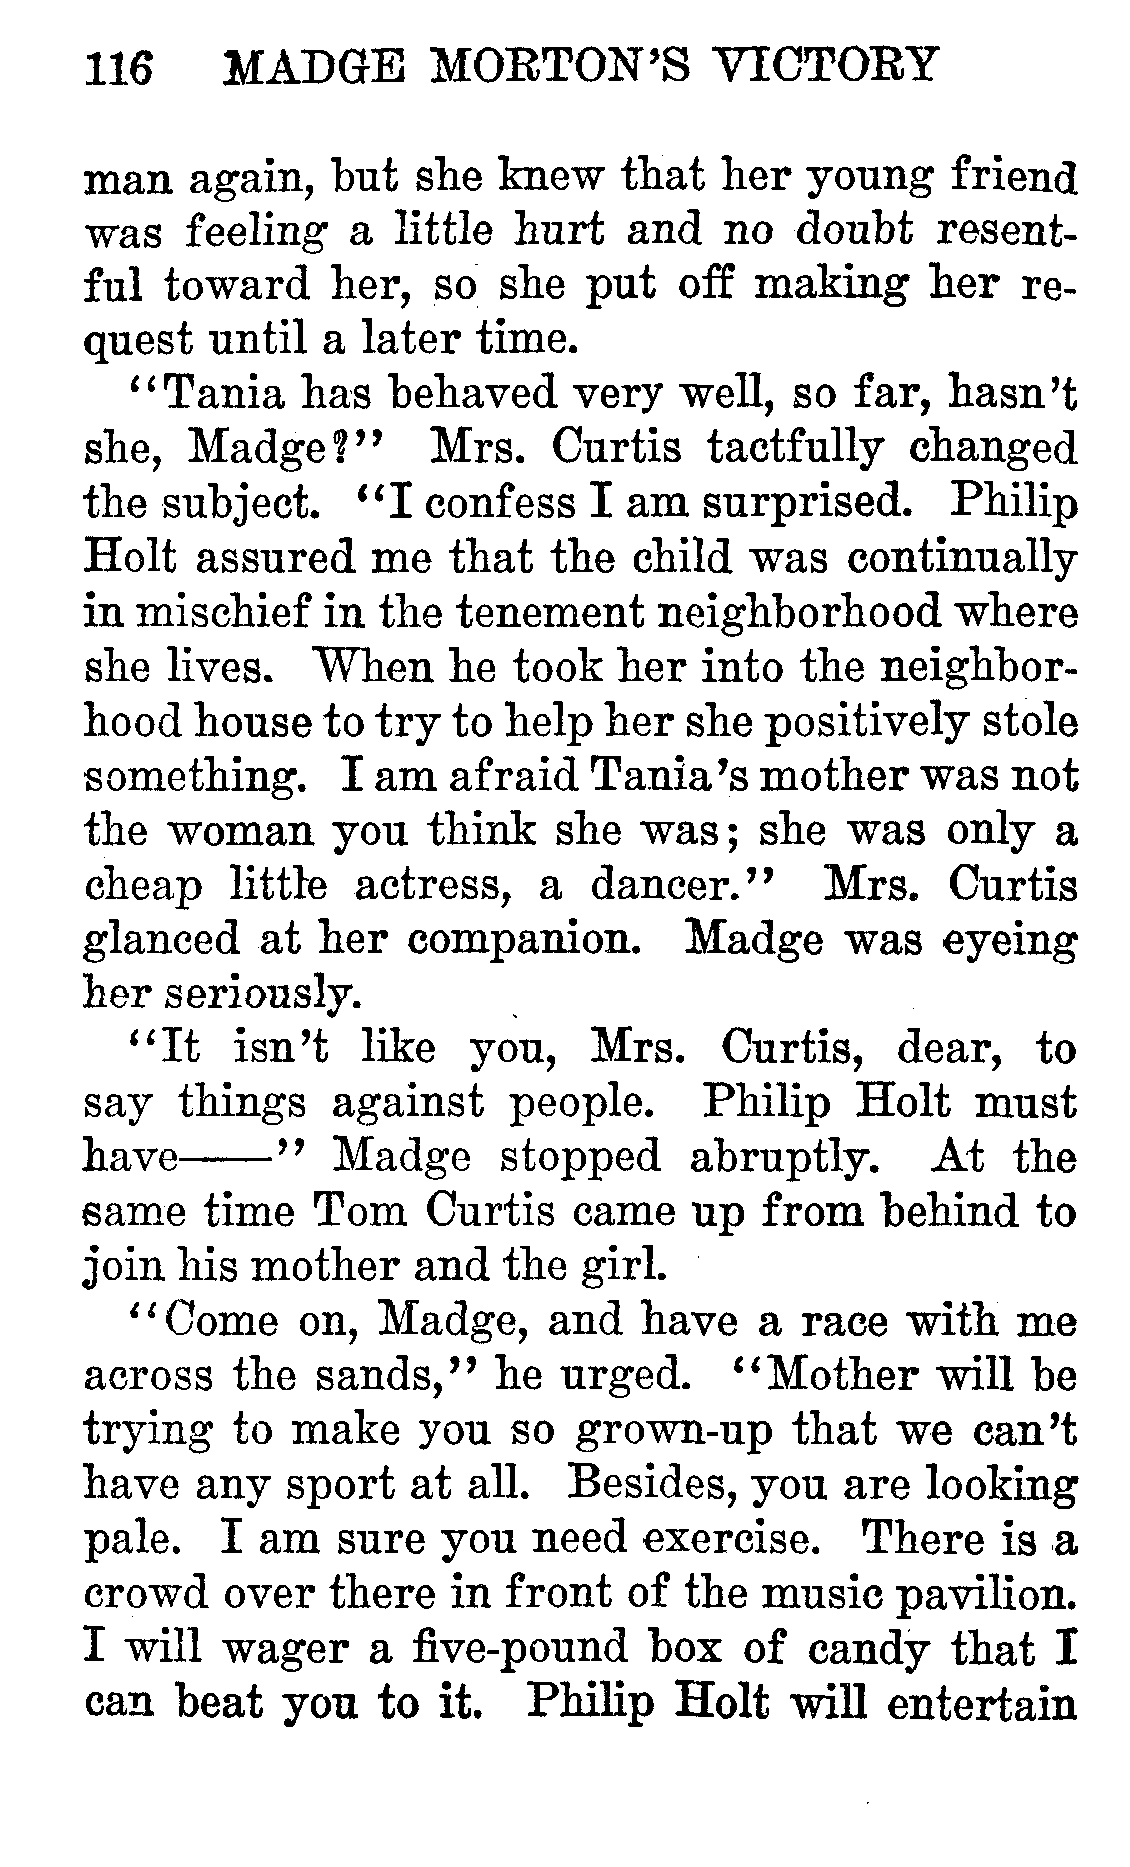 116 MADGE MORTON'S VICTORY
man again, but she knew that her young friend
was feeling a little hurt and no doubt resent-
ful toward her, so she put off making her re-
quest until a later time.
"Tania has behaved very well, so far, hasn't
she, Madge?" Mrs. Curtis tactfully changed
the subject. "I confess I am surprised. Philip
Holt assured me that the child was continually
in mischief in the tenement neighborhood where
she lives. When he took her into the neighbor-
hood house to try to help her she positively stole
something. I am afraid Tania's mother was not
the woman you think she was; she was only a
cheap little actress, a dancer." Mrs. Curtis
glanced at her companion. Madge was eyeing
her seriously.
"It isn't like you, Mrs. Curtis, dear, to
say things against people. Philip Holt must
have——" Madge stopped abruptly. At the
same time Tom Curtis came up from behind to
join his mother and the girl.
"Come on, Madge, and have a race with me
across the sands," he urged. "Mother will be
trying to make you so grown-up that we can't
have any sport at all. Besides, you are looking
pale. I am sure you need exercise. There is a
crowd over there in front of the music pavilion.
I will wager a five-pound box of candy that I
can beat you to it. Philip Holt will entertain